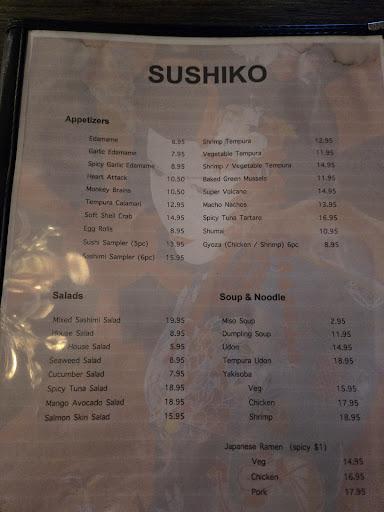 SUSHIKO
Appetizers
Edamame 6.95
Garlic Edamame 7.95
Spicy Garlic Edamame 8.95
Heart Attack 10.50
Monkey Brains 10.50
Tempura Calamari 12.95
Soft Shell Crab 14.95
Egg Rolls 8.95
Sushi Sampler (5pc) 13.95
Sashimi Sampler (6pc) 15.95
Shrimp Tempura 12.95
Vegetable Tempura 11.95
Shrimp / Vegetable Tempura 14.95
Baked Green Mussels 11.95
Super Volcano 14.95
Macho Nachos 13.95
Spicy Tuna Tartare 16.95
Shumai 10.95
Gyoza (Chicken / Shrimp) 6pc 8.95
Salads
Mixed Sashimi Salad 19.95
House Salad 8.95
House Salad 5.95
Seaweed Salad 8.95
Cucumber Salad 7.95
Spicy Tuna Salad 18.95
Mango Avocado Salad 18.95
Salmon Skin Salad 15.95
Soup & Noodle
Miso Soup 2.95
Dumpling Soup 11.95
Udon 14.95
Tempura Udon 18.95
Yakisoba
Veg 15.95
Chicken 17.95
Shrimp 18.95
Japanese Ramen (spicy $1)
Veg 14.95
Chicken 16.95
Pork 17.95